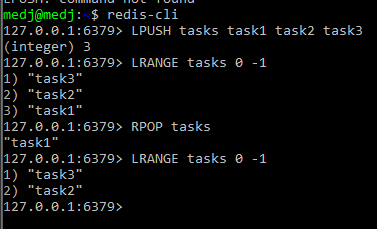 LPUSH: command not found
medj@medj:~$ redis-cli
127.0.0.1:6379> LPUSH tasks task1 task2 task3
(integer) 3
127.0.0.1:6379> LRANGE tasks 0 -1
1) "task3"
2) "task2"
3) "task1"
127.0.0.1:6379> RPOP tasks
"task1"
127.0.0.1:6379> LRANGE tasks 0 -1
1) "task3"
2) "task2"
127.0.0.1:6379>